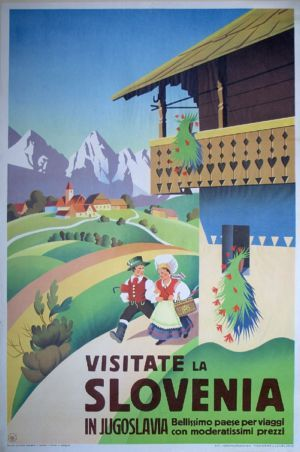 VISITATE LA
SLOVENIA
IN JUGOSLAVIA Bellissimo paese per viaggi
con moderatissimi prezzi